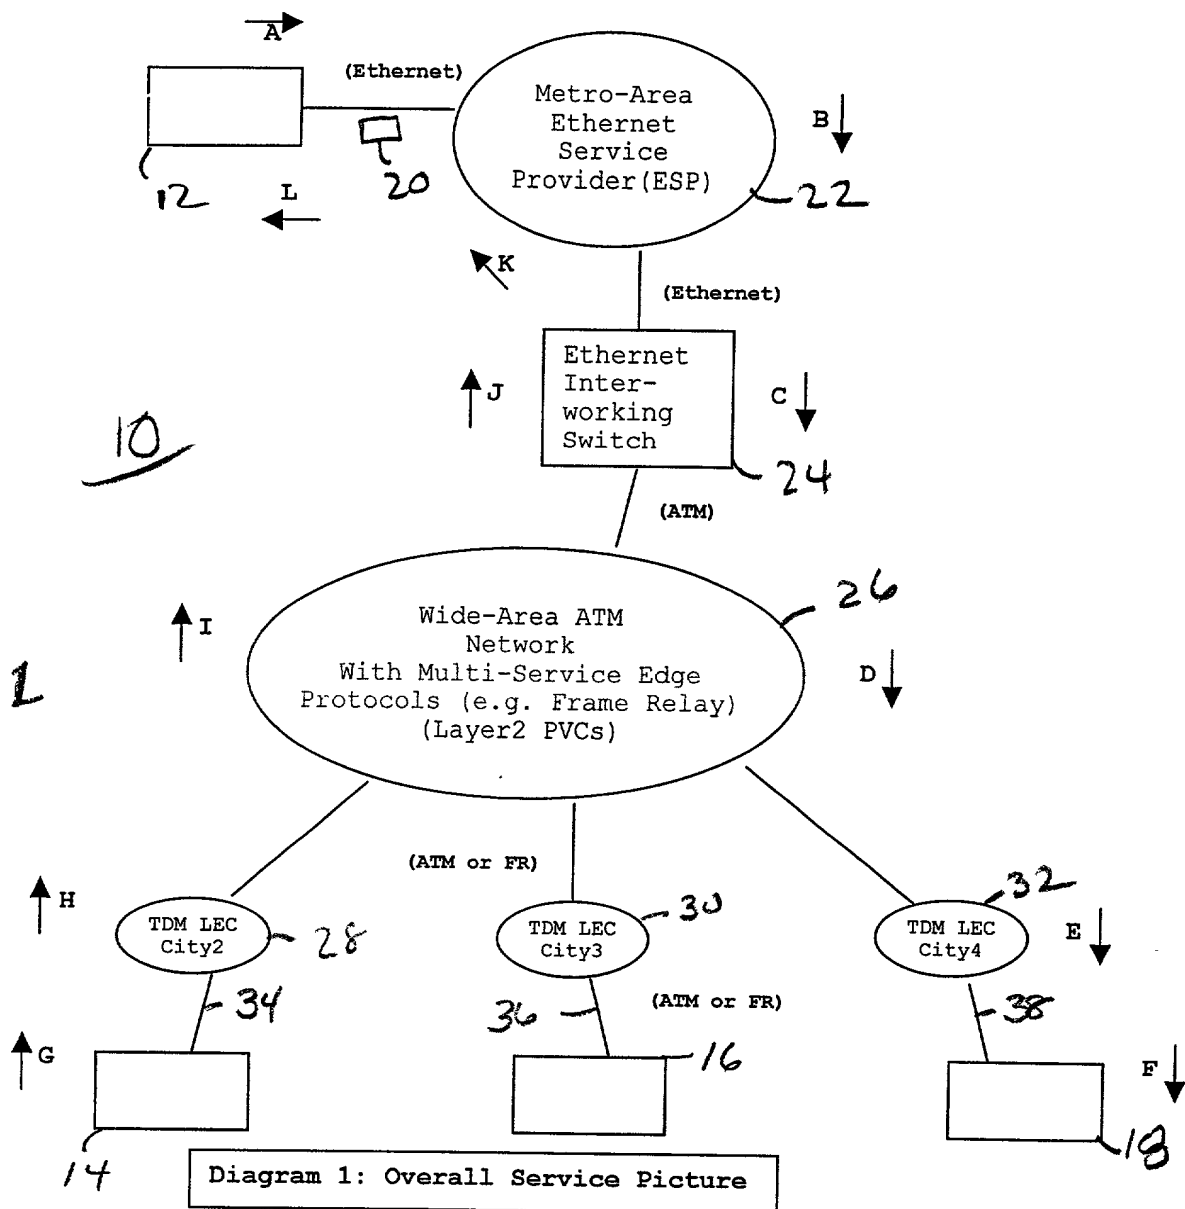 A
(Ethernet)
Metro-Area
Ethernet
Service
Provider(ESP)
B
12
L
20
22
K
(Ethernet)
Ethernet
Inter-
working
Switch
J
C
10
24
(ATM)
26
Wide-Area ATM
Network
With Multi-Service Edge
Protocols (e.g. Frame Relay)
(Layer2 PVCs)
I
D
1
(ATM or FR)
H
TDM LEC
City2
28
TDM LEC
City3
30
TDM LEC
City4
32
E
34
36
(ATM or FR)
38
G
16
F
14
18
Diagram 1: Overall Service Picture